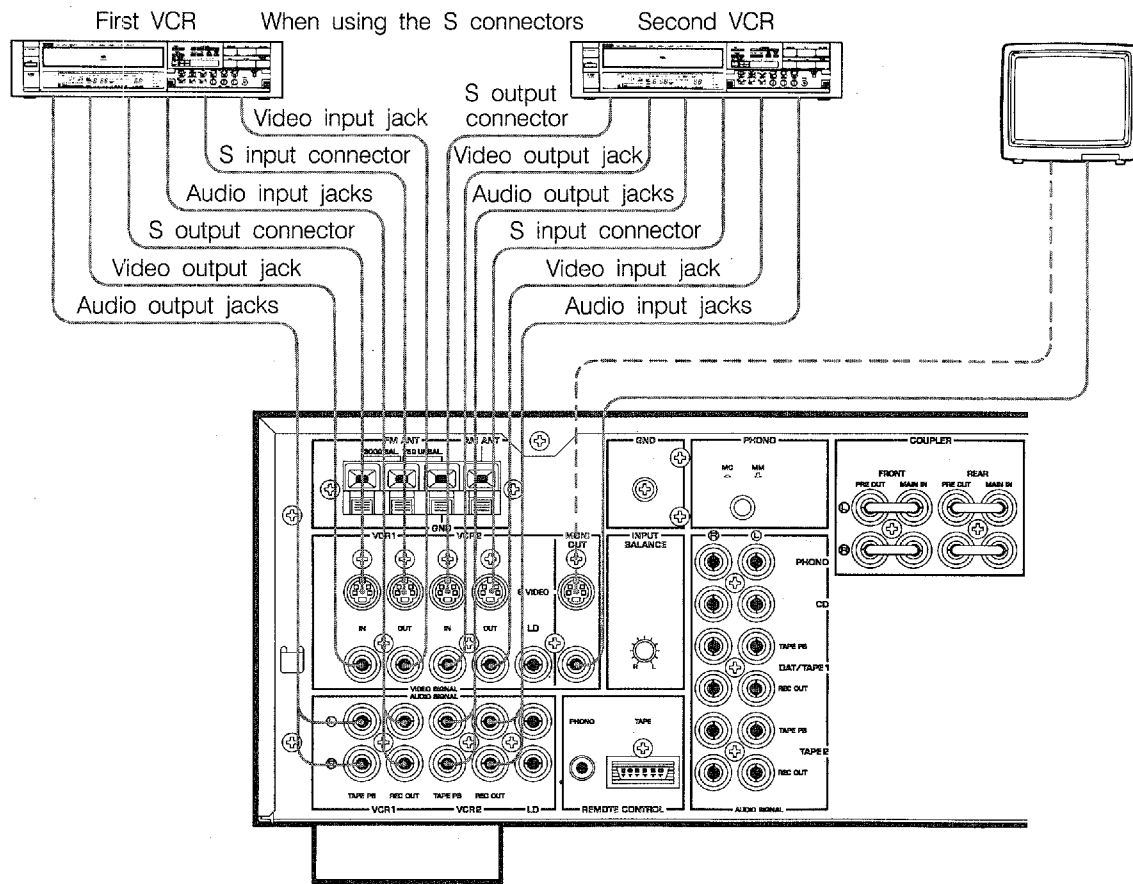 First VCR
When using the S connectors
Second VCR
S output
connector
Video input jack
S input connector
Video output jack
Audio input jacks
Audio output jacks
S output connector
S input connector
Video output jack
Video input jack
Audio output jacks
Audio input jacks
FM ANT
AM ANT
GND
PHONO
COUPLER
MC
MM
FRONT
REAR
PRE OUT
MAIN IN
PRE OUT
MAIN IN
L
R
GND
VCR1
VCR2
MONI
OUT
INPUT
BALANCE
R
L
PHONO
S VIDEO
CD
IN
OUT
IN
OUT
LD
R
L
TAPE PB
DAT/TAPE 1
REC OUT
VIDEO SIGNAL
AUDIO SIGNAL
L
PHONO
TAPE
TAPE PB
TAPE 2
R
REC OUT
TAPE PB
REC OUT
TAPE PB
REC OUT
VCR1
VCR2
LD
REMOTE CONTROL
AUDIO SIGNAL